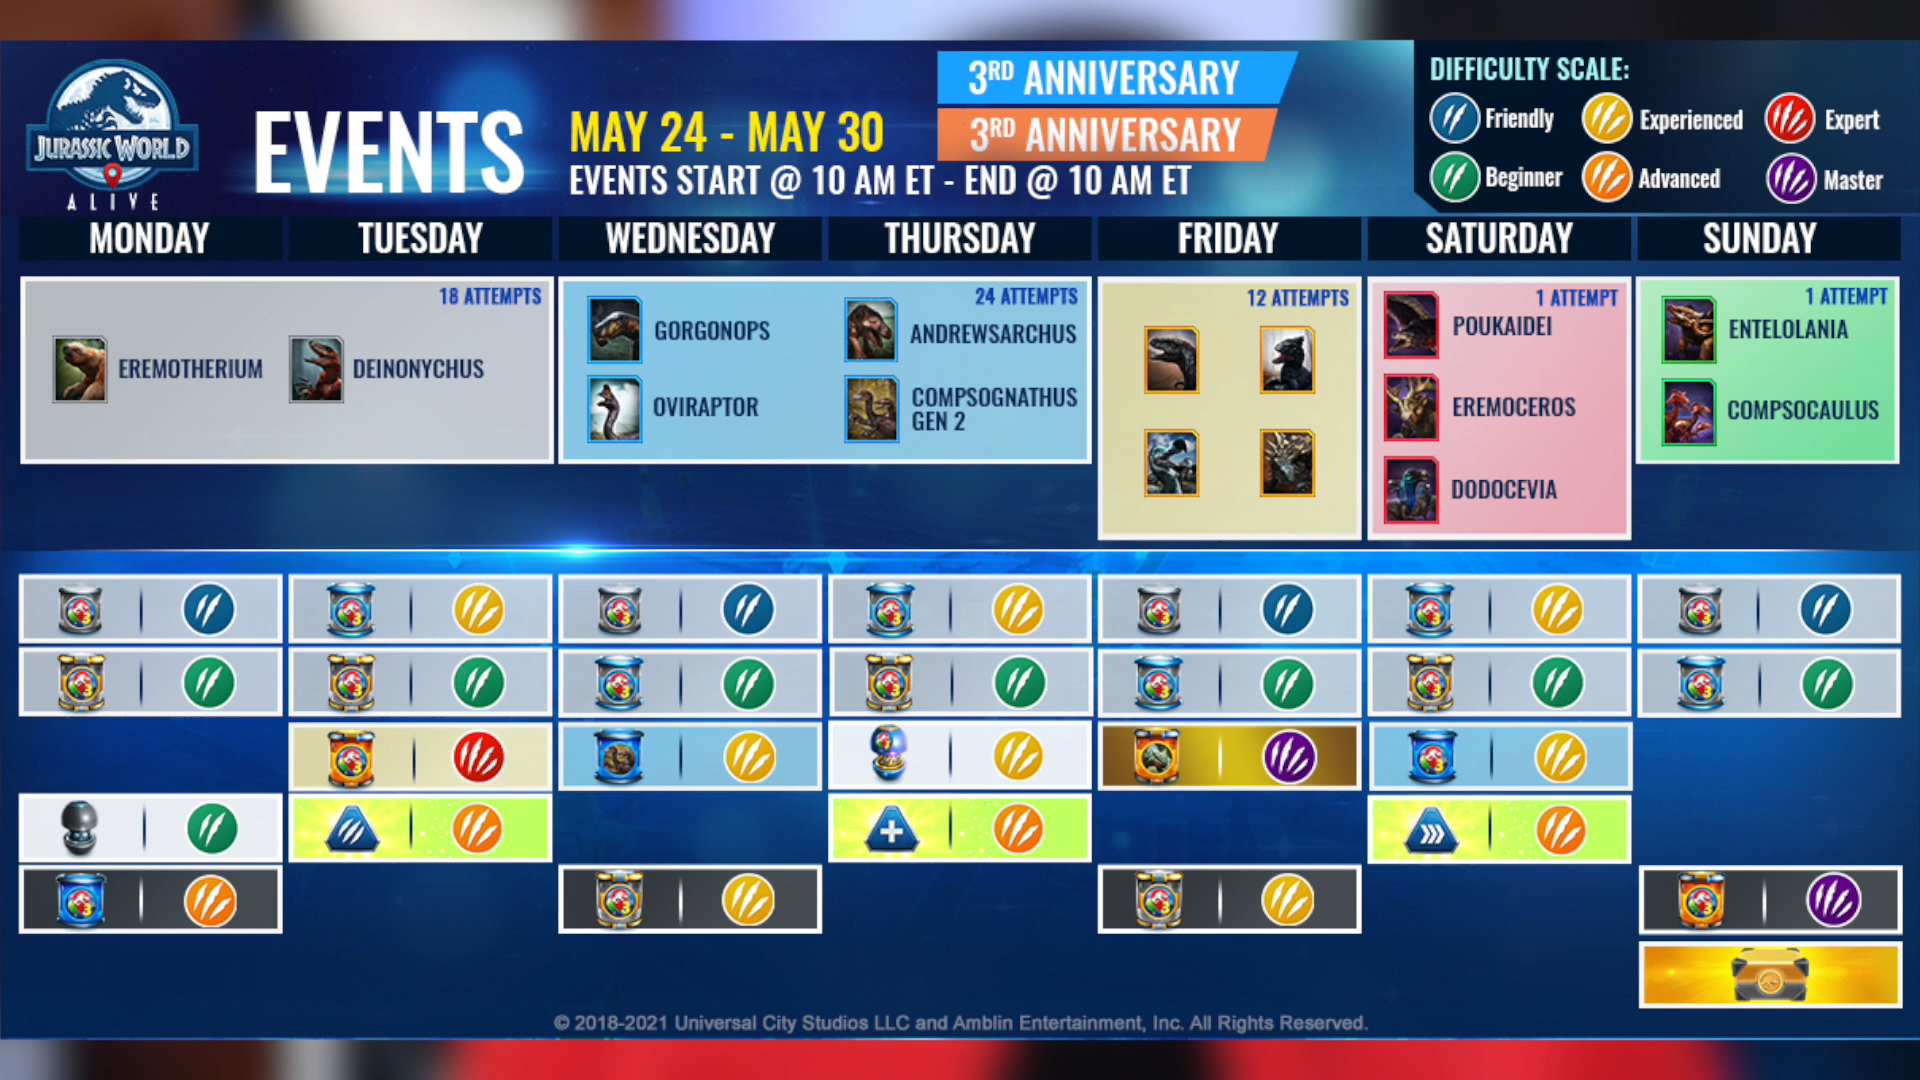 JURASSIC WORLD
ALIVE
EVENTS
MAY 24 - MAY 30
EVENTS START @ 10 AM ET - END @ 10 AM ET
3RD ANNIVERSARY
3RD ANNIVERSARY
DIFFICULTY SCALE:
Friendly
Experienced
Expert
Beginner
Advanced
Master
MONDAY
TUESDAY
WEDNESDAY
THURSDAY
FRIDAY
SATURDAY
SUNDAY
18 ATTEMPTS
EREMOTHERIUM
DEINONYCHUS
24 ATTEMPTS
GORGONOPS
ANDREWSARCHUS
OVIRAPTOR
COMPSOGNATHUS
GEN 2
12 ATTEMPTS
1 ATTEMPT
POUKAIDEI
EREMOCEROS
DODOCEVIA
1 ATTEMPT
ENTELOLANIA
COMPSOCAULUS
© 2018-2021 Universal City Studios LLC and Amblin Entertainment, Inc. All Rights Reserved.